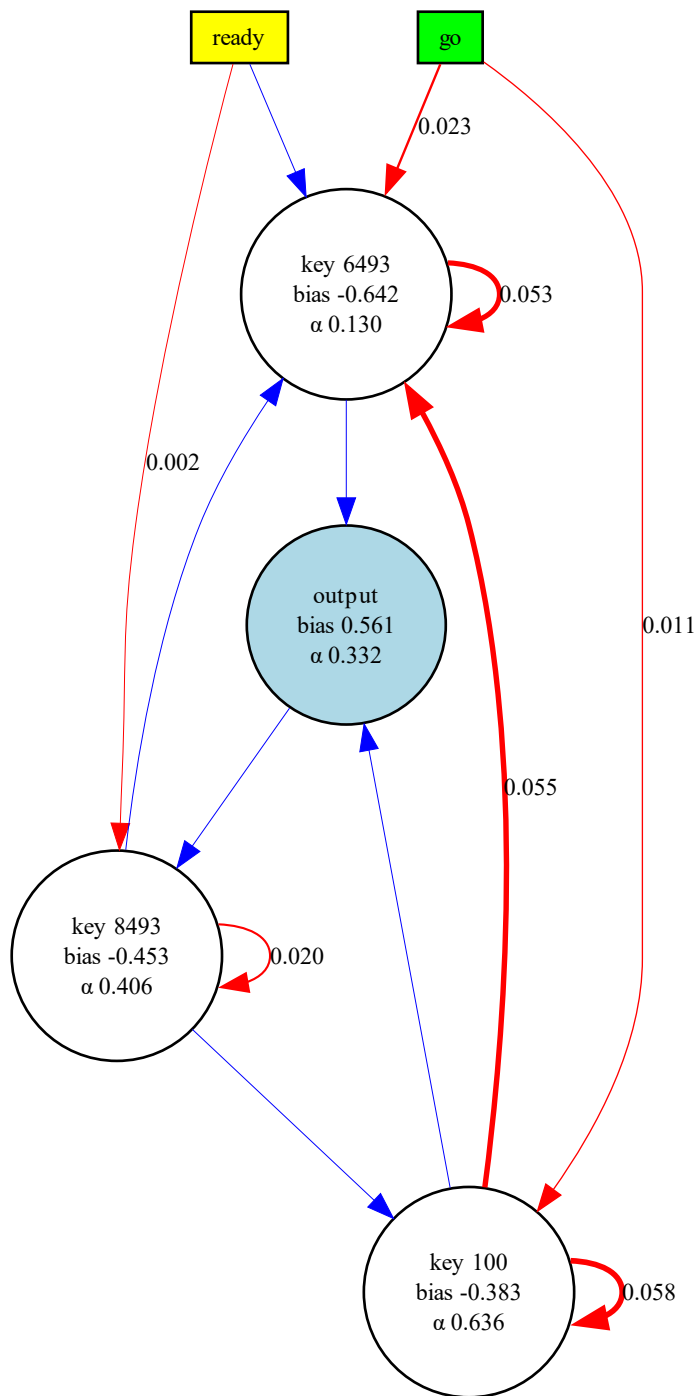 ready
go
0.023
key 6493
bias -0.642
α 0.130
0.053
0.002
output
bias 0.561
α 0.332
0.011
0.055
key 8493
bias -0.453
α 0.406
0.020
key 100
bias -0.383
α 0.636
0.058